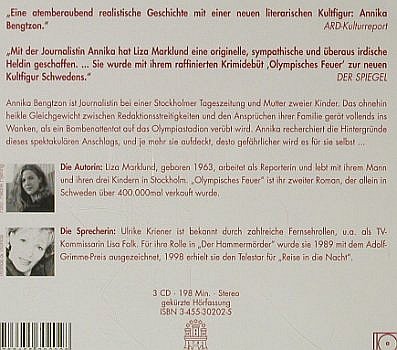 „Eine atemberaubend realistische Geschichte mit einer neuen literarischen Kultfigur: Annika
Bengtzon.“
ARD-Kulturreport
„Mit der Journalistin Annika hat Liza Marklund eine originelle, sympathische und überaus irdische
Heldin geschaffen. ... Sie wurde mit ihrem raffinierten Krimidebüt ‚Olympisches Feuer‘ zur neuen
Kultfigur Schwedens.“
DER SPIEGEL
Annika Bengtzon ist Journalistin bei einer Stockholmer Tageszeitung und Mutter zweier Kinder. Das ohnehin
heikle Gleichgewicht zwischen Redaktionsstreitigkeiten und den Ansprüchen ihrer Familie gerät vollends ins
Wanken, als ein Bombenattentat auf das Olympiastadion verübt wird. Annika recherchiert die Hintergründe
dieses spektakulären Anschlags, und je mehr sie aufdeckt, desto gefährlicher wird es für sie selbst ...
Die Autorin: Liza Marklund, geboren 1963, arbeitet als Reporterin und lebt mit ihrem Mann
und ihren drei Kindern in Stockholm. „Olympisches Feuer“ ist ihr zweiter Roman, der allein in
Schweden über 400.000mal verkauft wurde.
Die Sprecherin: Ulrike Kriener ist bekannt durch zahlreiche Fernsehrollen, u.a. als TV-
Kommissarin Lisa Falk. Für ihre Rolle in „Der Hammermörder“ wurde sie 1989 mit dem Adolf-
Grimme-Preis ausgezeichnet, 1998 erhielt sie den Telestar für „Reise in die Nacht“.
3 CD · 198 Min. · Stereo
gekürzte Hörfassung
ISBN 3-455-30202-5